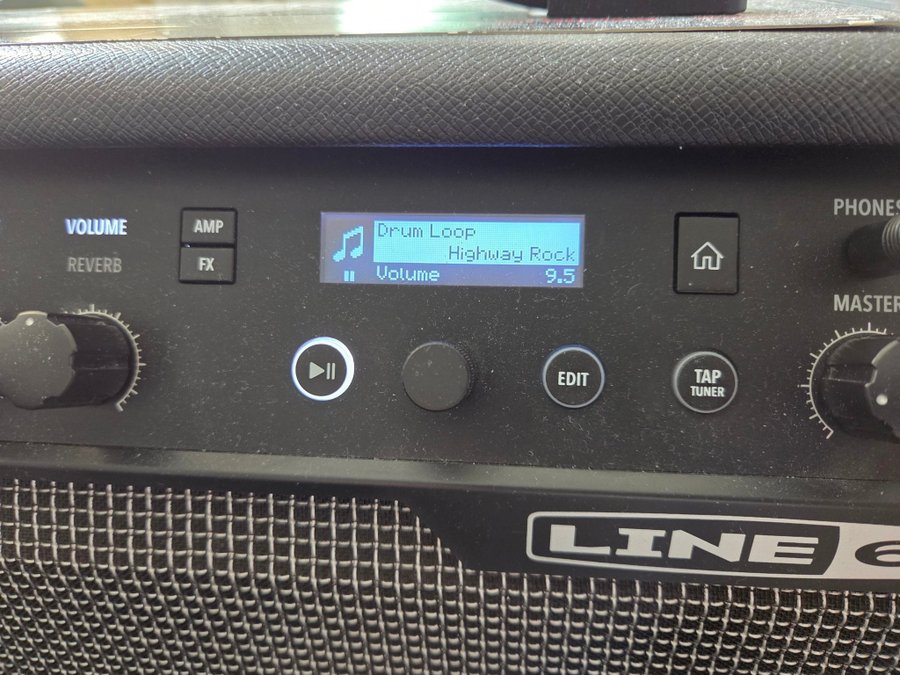 VOLUME
REVERB
AMP
FX
Drum Loop
Highway Rock
Volume 9.5
PHONES
MASTER
EDIT
TAP
TUNER
LINE 6